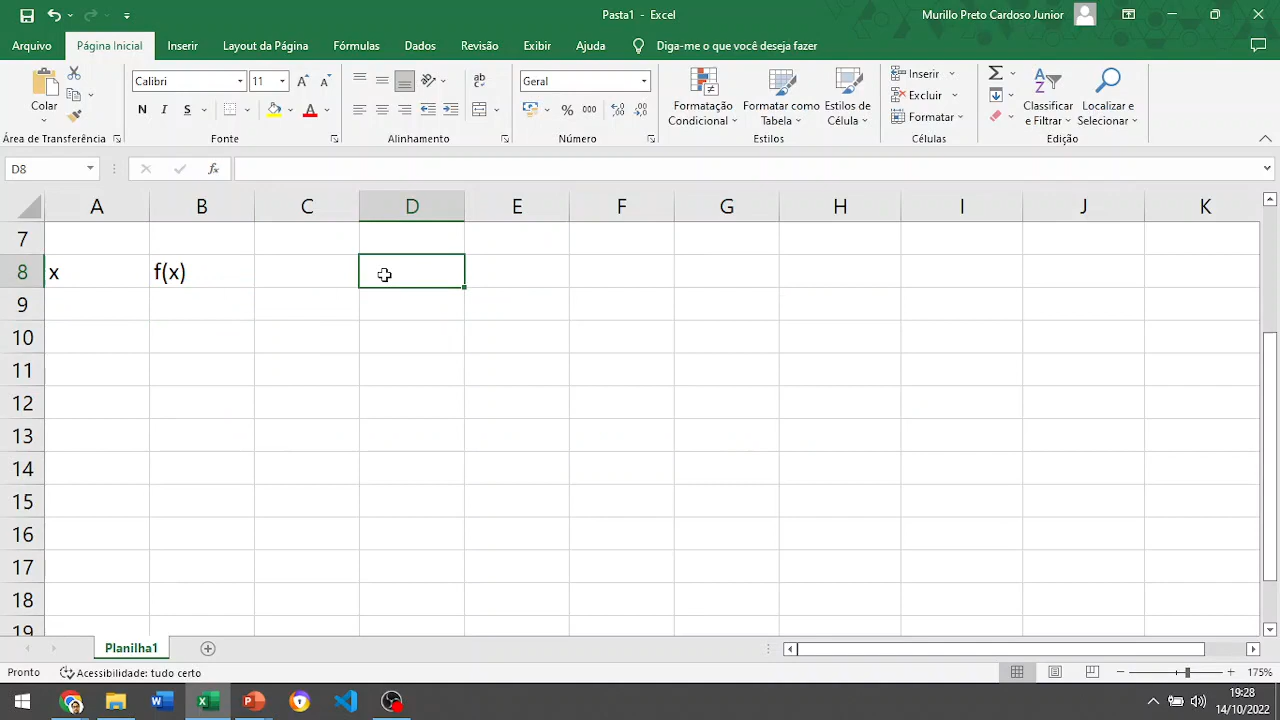 Pasta1 - Excel
Murillo Preto Cardoso Junior
Arquivo
Página Inicial
Inserir
Layout da Página
Fórmulas
Dados
Revisão
Exibir
Ajuda
Diga-me o que você deseja fazer
Colar
Área de Transferência
Calibri
11
N
I
S
Fonte
ab
Alinhamento
Geral
%
000
Número
Formatação
Condicional
Formatar como
Tabela
Estilos de
Célula
Estilos
Inserir
Excluir
Formatar
Células
Classificar
e Filtrar
Localizar e
Selecionar
Edição
D8
fx
A B C D E F G H I J K
7
8 x f(x)
9
10
11
12
13
14
15
16
17
18
19
Planilha1
Pronto
Acessibilidade: tudo certo
175%
19:28
14/10/2022